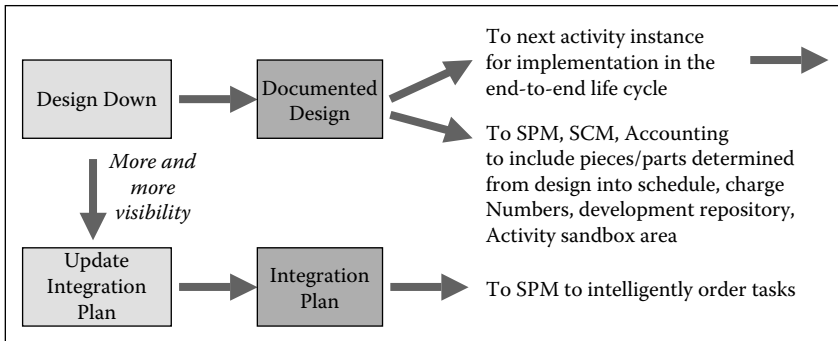 Design Down
Documented
Design
To next activity instance
for implementation in the
end-to-end life cycle
To SPM, SCM, Accounting
to include pieces/parts determined
from design into schedule, charge
Numbers, development repository,
Activity sandbox area
More and
more
visibility
Update
Integration
Plan
Integration
Plan
To SPM to intelligently order tasks